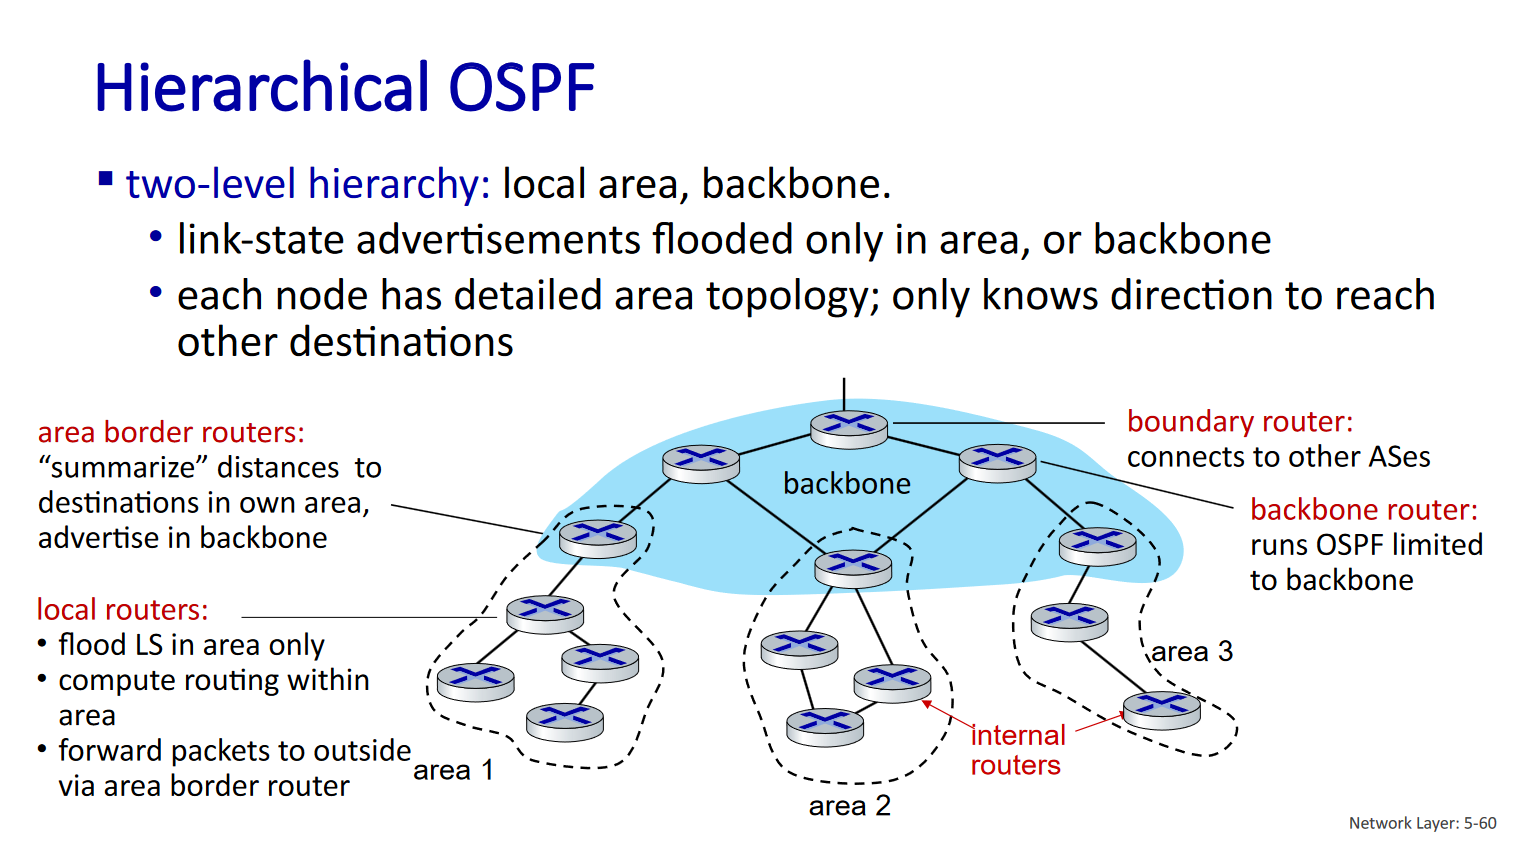 Hierarchical OSPF
▪ two-level hierarchy: local area, backbone.
• link-state advertisements flooded only in area, or backbone
• each node has detailed area topology; only knows direction to reach
other destinations
area border routers:
“summarize” distances to
destinations in own area,
advertise in backbone
local routers:
• flood LS in area only
• compute routing within
area
• forward packets to outside
via area border router
backbone
boundary router:
connects to other ASes
backbone router:
runs OSPF limited
to backbone
area 1
area 2
area 3
internal
routers
Network Layer: 5-60